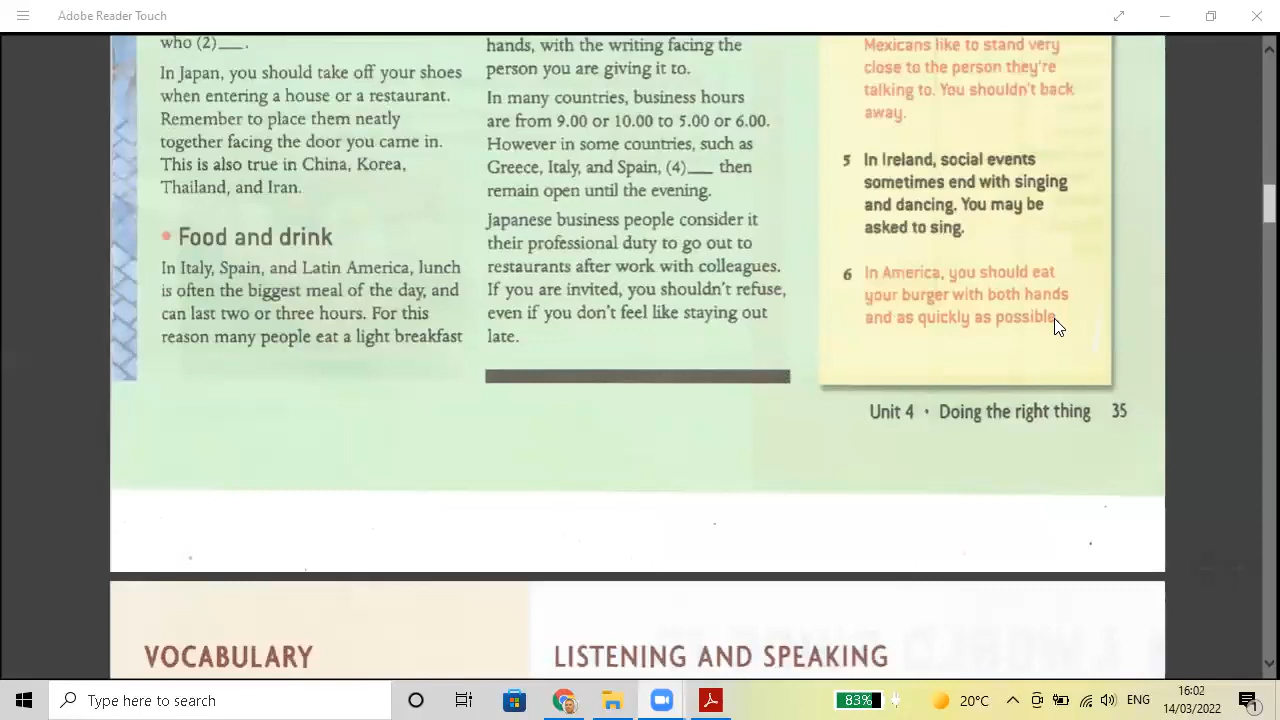 Adobe Reader Touch
who (2)___.
In Japan, you should take off your shoes
when entering a house or a restaurant.
Remember to place them neatly
together facing the door you came in.
This is also true in China, Korea,
Thailand, and Iran.
• Food and drink
In Italy, Spain, and Latin America, lunch
is often the biggest meal of the day, and
can last two or three hours. For this
reason many people eat a light breakfast
hands, with the writing facing the
person you are giving it to.
In many countries, business hours
are from 9.00 or 10.00 to 5.00 or 6.00.
However in some countries, such as
Greece, Italy, and Spain, (4)___ then
remain open until the evening.
Japanese business people consider it
their professional duty to go out to
restaurants after work with colleagues.
If you are invited, you shouldn't refuse,
even if you don't feel like staying out
late.
Mexicans like to stand very
close to the person they're
talking to. You shouldn't back
away.
5 In Ireland, social events
sometimes end with singing
and dancing. You may be
asked to sing.
6 In America, you should eat
your burger with both hands
and as quickly as possible.
Unit 4 • Doing the right thing 35
VOCABULARY
LISTENING AND SPEAKING
Type here to search
83%
20°C
ENG
16:02
14/03/2022
1